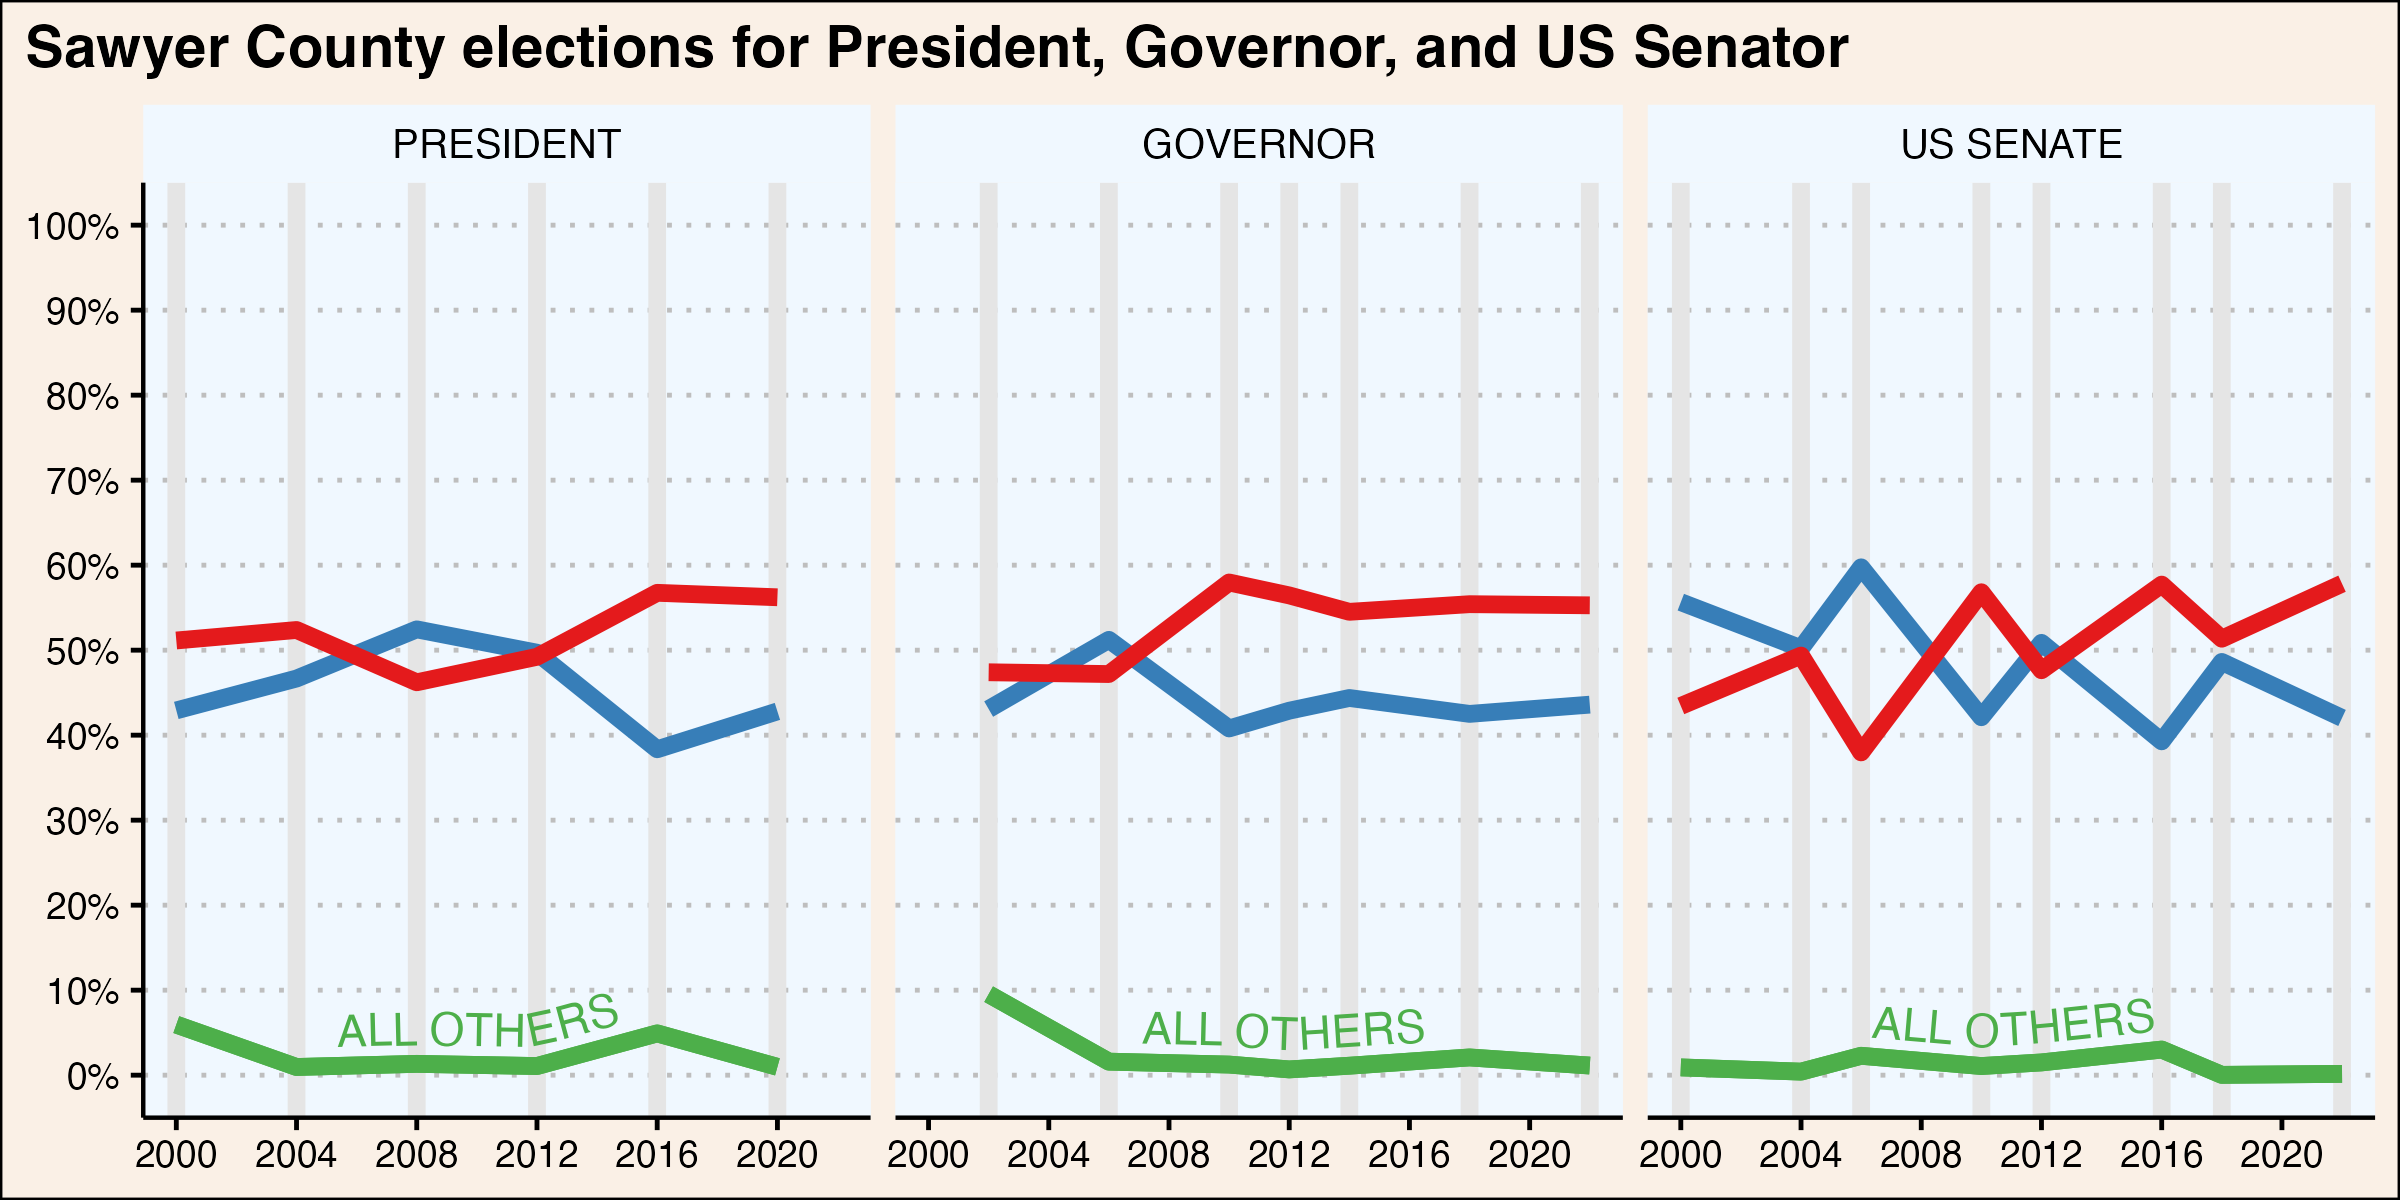 Sawyer County elections for President, Governor, and US Senator
PRESIDENT GOVERNOR US SENATE
100%
90%
80%
70%
60%
50%
40%
30%
20%
10%
0%
ALL OTHERS ALL OTHERS ALL OTHERS
2000 2004 2008 2012 2016 2020 2000 2004 2008 2012 2016 2020 2000 2004 2008 2012 2016 2020